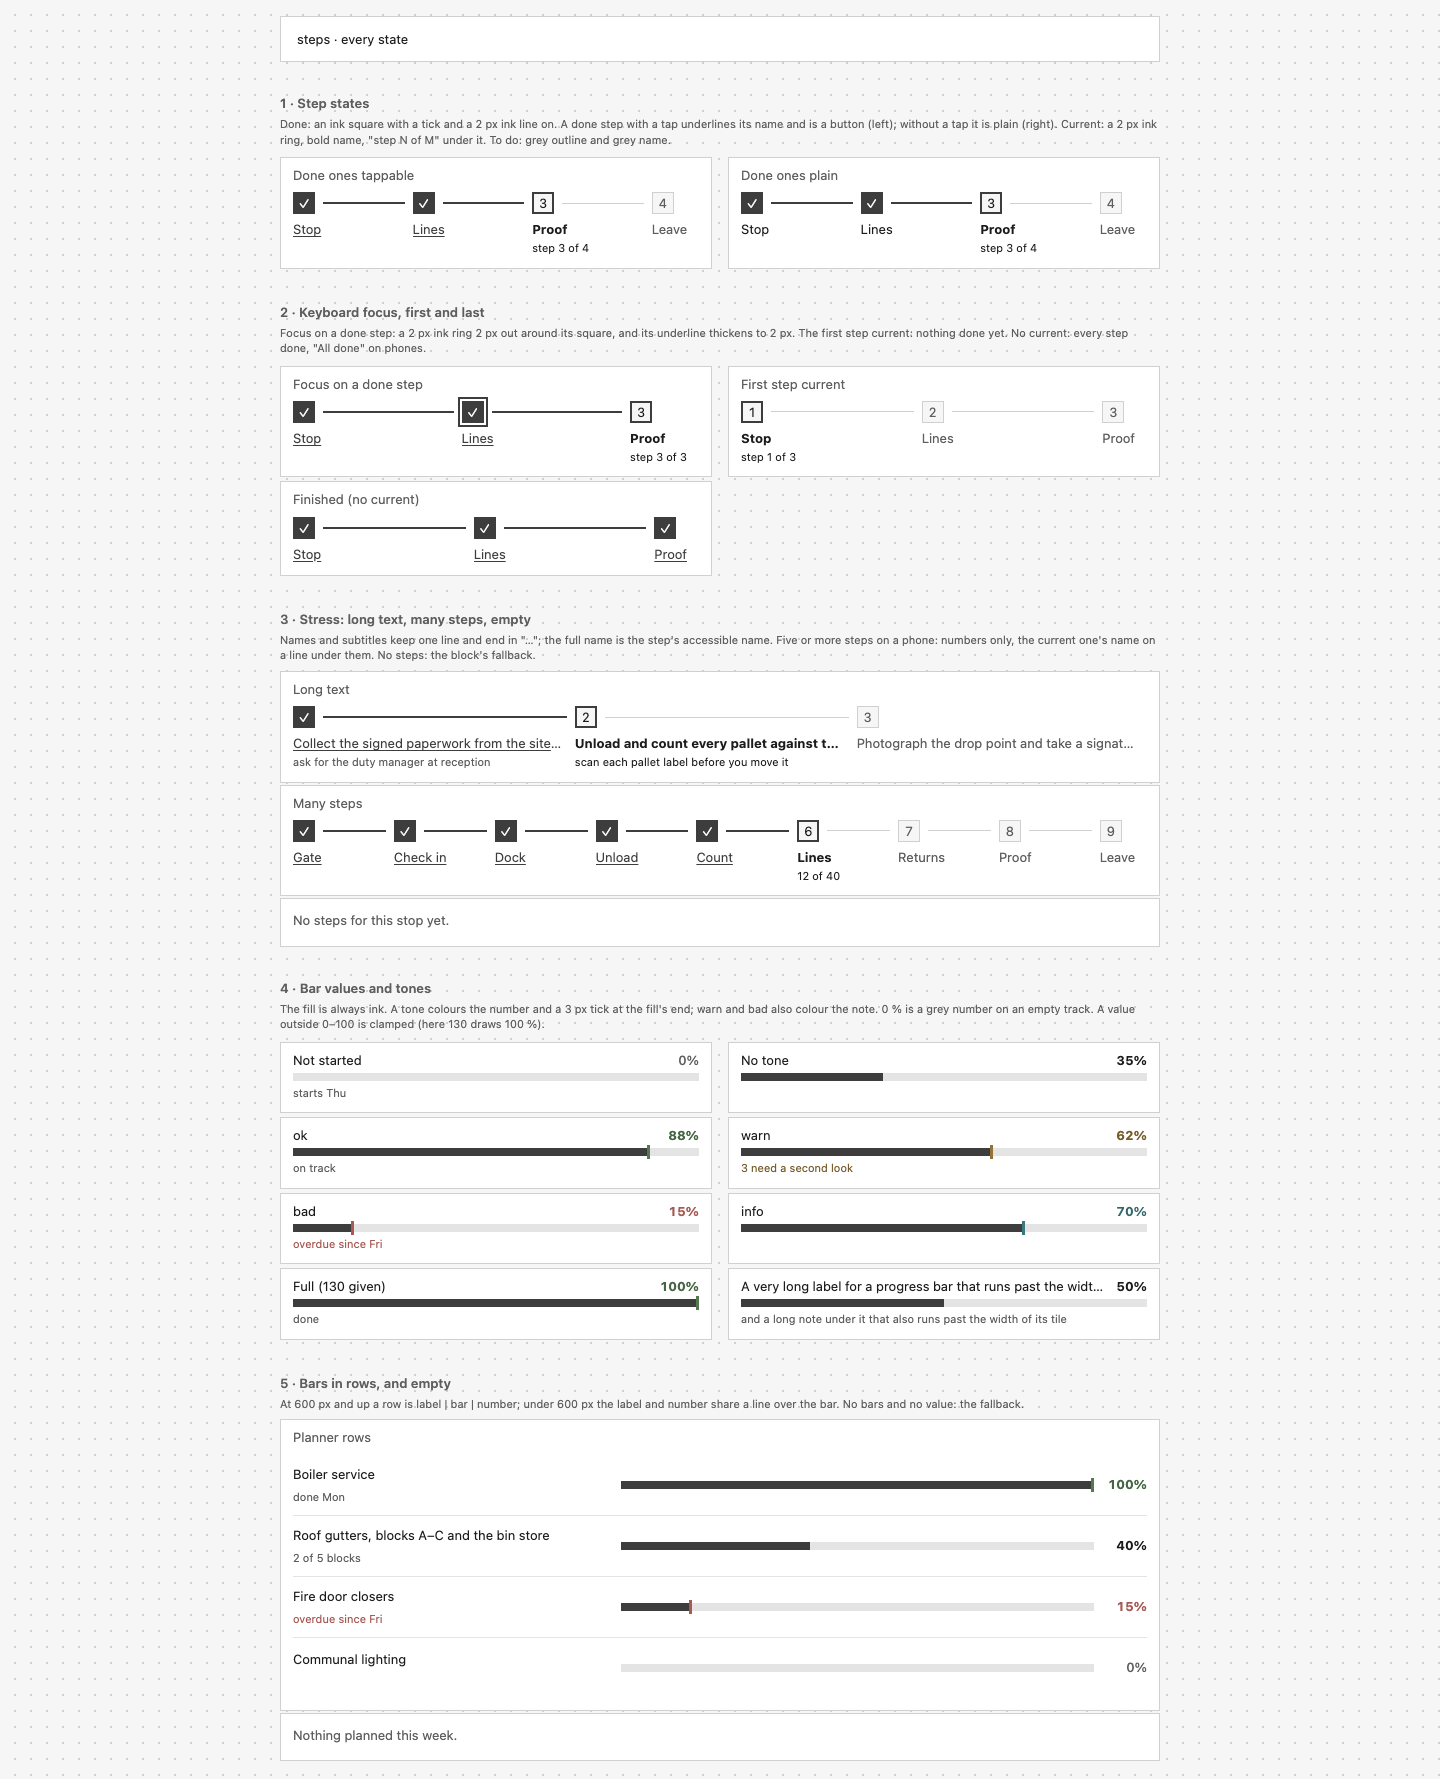 steps · every state
1 · Step states
Done: an ink square with a tick and a 2 px ink line on. A done step with a tap underlines its name and is a button (left); without a tap it is plain (right). Current: a 2 px ink
ring, bold name, "step N of M" under it. To do: grey outline and grey name.
Done ones tappable
3
4
Stop
Lines
Proof
Leave
step 3 of 4
Done ones plain
3
4
Stop
Lines
Proof
Leave
step 3 of 4
2 · Keyboard focus, first and last
Focus on a done step: a 2 px ink ring 2 px out around its square, and its underline thickens to 2 px. The first step current: nothing done yet. No current: every step
done, "All done" on phones.
Focus on a done step
3
Stop
Lines
Proof
step 3 of 3
First step current
1
2
3
Stop
Lines
Proof
step 1 of 3
Finished (no current)
Stop
Lines
Proof
3 · Stress: long text, many steps, empty
Names and subtitles keep one line and end in "…"; the full name is the step's accessible name. Five or more steps on a phone: numbers only, the current one's name on
a line under them. No steps: the block's fallback.
Long text
2
3
Collect the signed paperwork from the site…
Unload and count every pallet against t…
Photograph the drop point and take a signat…
ask for the duty manager at reception
scan each pallet label before you move it
Many steps
6
7
8
9
Gate
Check in
Dock
Unload
Count
Lines
Returns
Proof
Leave
12 of 40
No steps for this stop yet.
4 · Bar values and tones
The fill is always ink. A tone colours the number and a 3 px tick at the fill's end; warn and bad also colour the note. 0 % is a grey number on an empty track. A value
outside 0–100 is clamped (here 130 draws 100 %).
Not started 0%
starts Thu
No tone 35%
ok 88%
on track
warn 62%
3 need a second look
bad 15%
overdue since Fri
info 70%
Full (130 given) 100%
done
A very long label for a progress bar that runs past the widt… 50%
and a long note under it that also runs past the width of its tile
5 · Bars in rows, and empty
At 600 px and up a row is label | bar | number; under 600 px the label and number share a line over the bar. No bars and no value: the fallback.
Planner rows
Boiler service
done Mon
100%
Roof gutters, blocks A–C and the bin store
2 of 5 blocks
40%
Fire door closers
overdue since Fri
15%
Communal lighting
0%
Nothing planned this week.